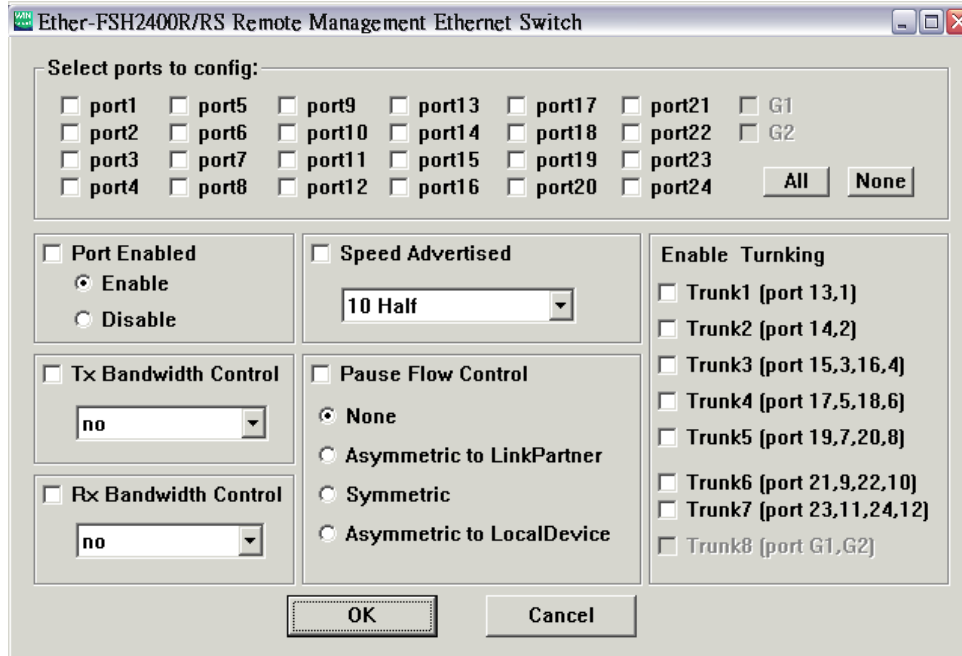 Ether-FSH2400R/RS Remote Management Ethernet Switch
Select ports to config:
port1 port5 port9 port13 port17 port21 G1
port2 port6 port10 port14 port18 port22 G2
port3 port7 port11 port15 port19 port23
port4 port8 port12 port16 port20 port24 All None
Port Enabled
Enable
Disable
Speed Advertised
10 Half
Tx Bandwidth Control
no
Rx Bandwidth Control
no
Pause Flow Control
None
Asymmetric to LinkPartner
Symmetric
Asymmetric to LocalDevice
Enable Turnking
Trunk1 (port 13,1)
Trunk2 (port 14,2)
Trunk3 (port 15,3,16,4)
Trunk4 (port 17,5,18,6)
Trunk5 (port 19,7,20,8)
Trunk6 (port 21,9,22,10)
Trunk7 (port 23,11,24,12)
Trunk8 (port G1,G2)
OK Cancel